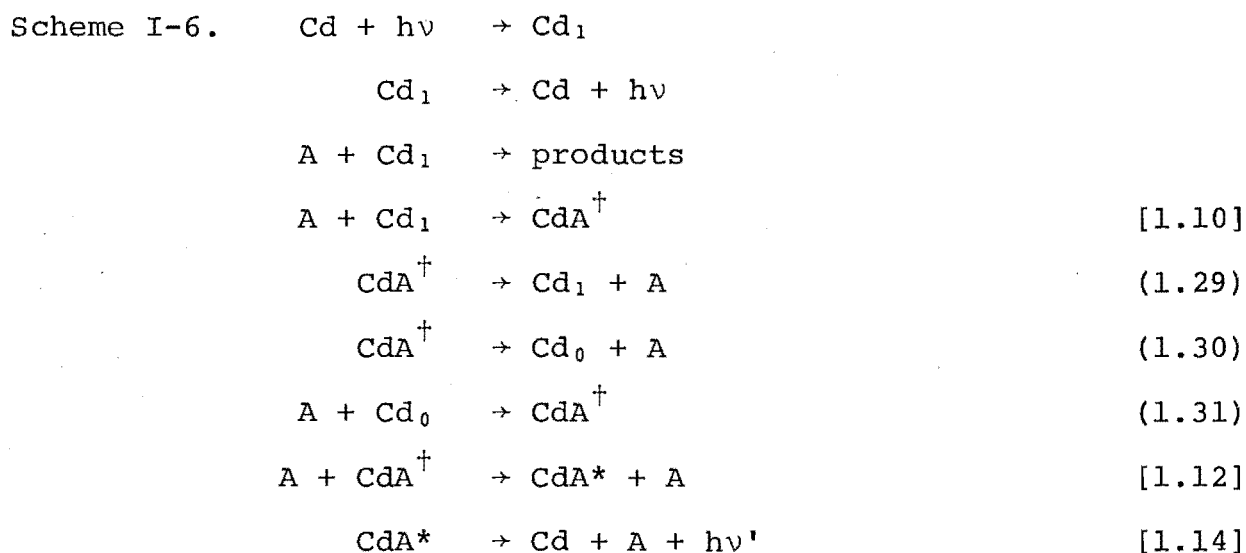 Scheme I-6. Cd + hν → Cd₁
Cd₁ → Cd + hν
A + Cd₁ → products
A + Cd₁ → CdA† [1.10]
CdA† → Cd₁ + A (1.29)
CdA† → Cd₀ + A (1.30)
A + Cd₀ → CdA† (1.31)
A + CdA† → CdA* + A [1.12]
CdA* → Cd + A + hν' [1.14]